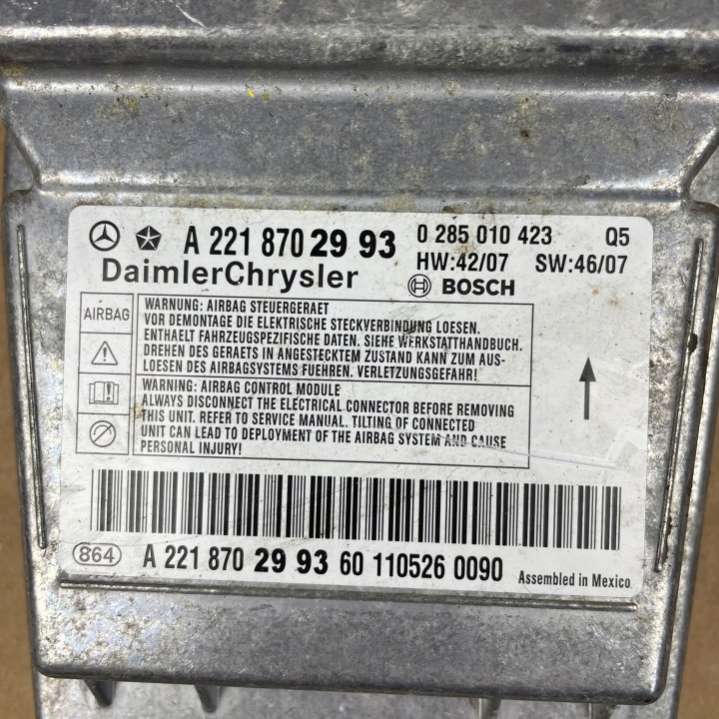 A 221 870 2993 0 285 010 423 Q5
DaimlerChrysler HW:42/07 SW:46/07
BOSCH
AIRBAG
WARNUNG: AIRBAG STEUERGERAET
VOR DEMONTAGE DIE ELEKTRISCHE STECKVERBINDUNG LOESEN.
ENTHAELT FAHRZEUGSPEZIFISCHE DATEN. SIEHE WERKSTATTHANDBUCH.
DREHEN DES GERAETS IN ANGESTECKTEM ZUSTAND KANN ZUM AUS-
LOESEN DES AIRBAGSYSTEMS FUEHREN. VERLETZUNGSGEFAHR!
WARNING: AIRBAG CONTROL MODULE
ALWAYS DISCONNECT THE ELECTRICAL CONNECTOR BEFORE REMOVING
THIS UNIT. REFER TO SERVICE MANUAL. TILTING OF CONNECTED
UNIT CAN LEAD TO DEPLOYMENT OF THE AIRBAG SYSTEM AND CAUSE
PERSONAL INJURY!
864 A 221 870 2993 60 110526 0090 Assembled in Mexico